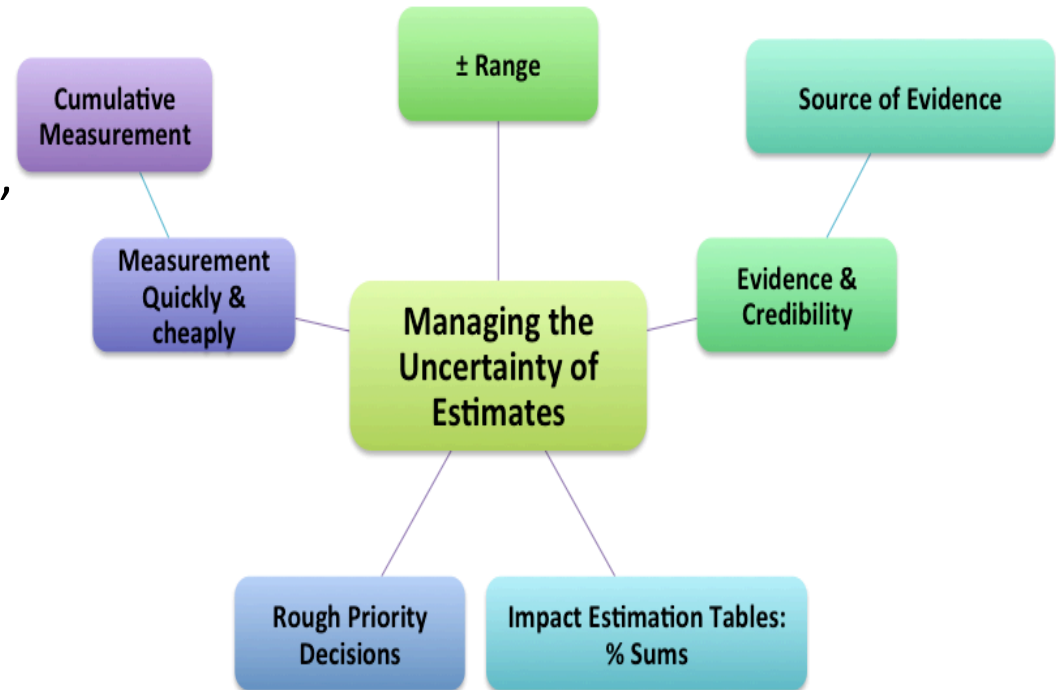 ± Range
Cumulative
Measurement
Source of Evidence
,
Measurement
Quickly &
cheaply
Evidence &
Credibility
Managing the
Uncertainty of
Estimates
Rough Priority
Decisions
Impact Estimation Tables:
% Sums